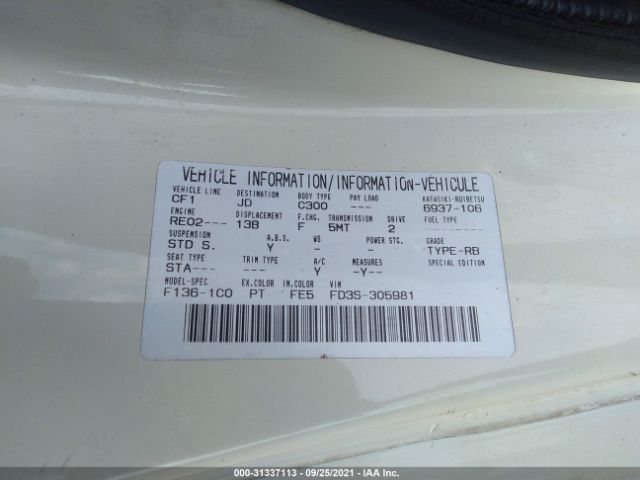 VEHICLE INFORMATION/INFORMATION-VEHICULE
VEHICLE LINE DESTINATION BODY TYPE PAY LOAD KATASIKI-RUIBETSU
CF1 JD C300 --- 6937-106
ENGINE DISPLACEMENT F.CHG. TRANSMISSION DRIVE FUEL TYPE
RE02--- 13B F 5MT 2
SUSPENSION A.B.S. WS POWER STG. GRADE
STD S. Y - - TYPE-RB
SEAT TYPE TRIM TYPE A/C MEASURES SPECIAL EDITION
STA--- --- Y -Y--
MODEL-SPEC EX.COLOR IN.COLOR VIN
F136-1C0 PT FE5 FD3S-305981
000-31337113 - 09/25/2021 - IAA Inc.